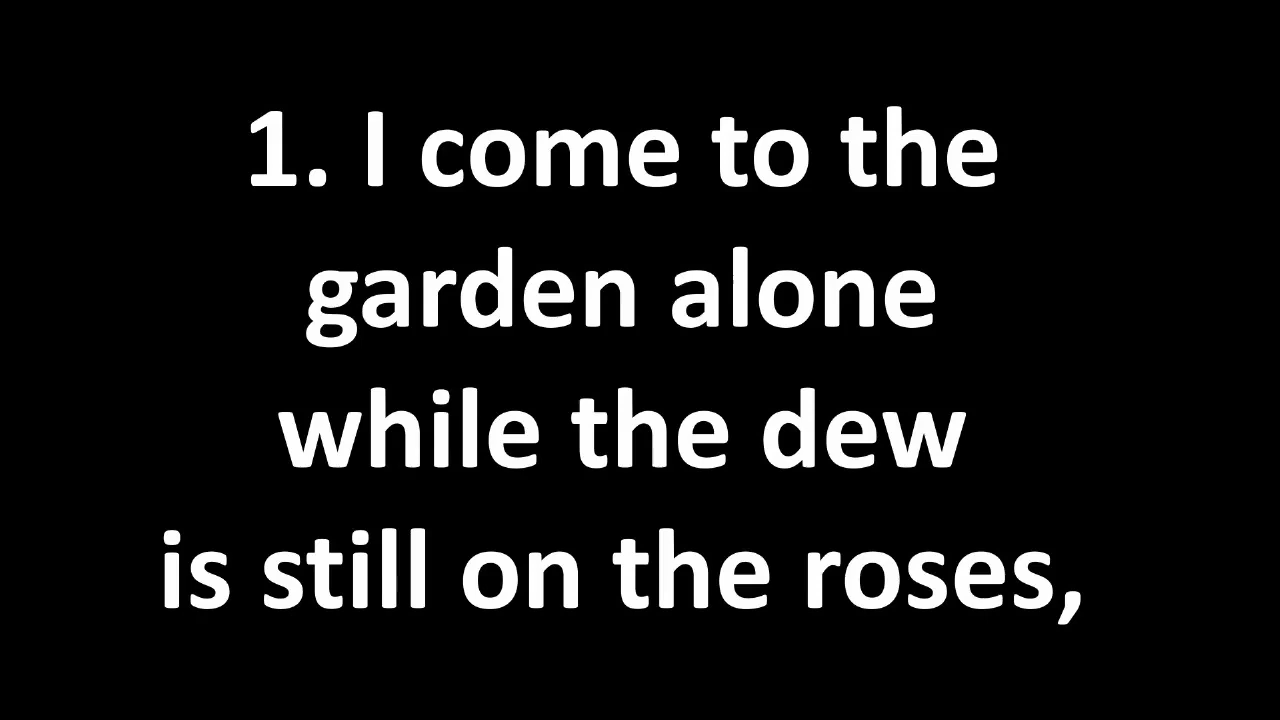 1. I come to the
garden alone
while the dew
is still on the roses,